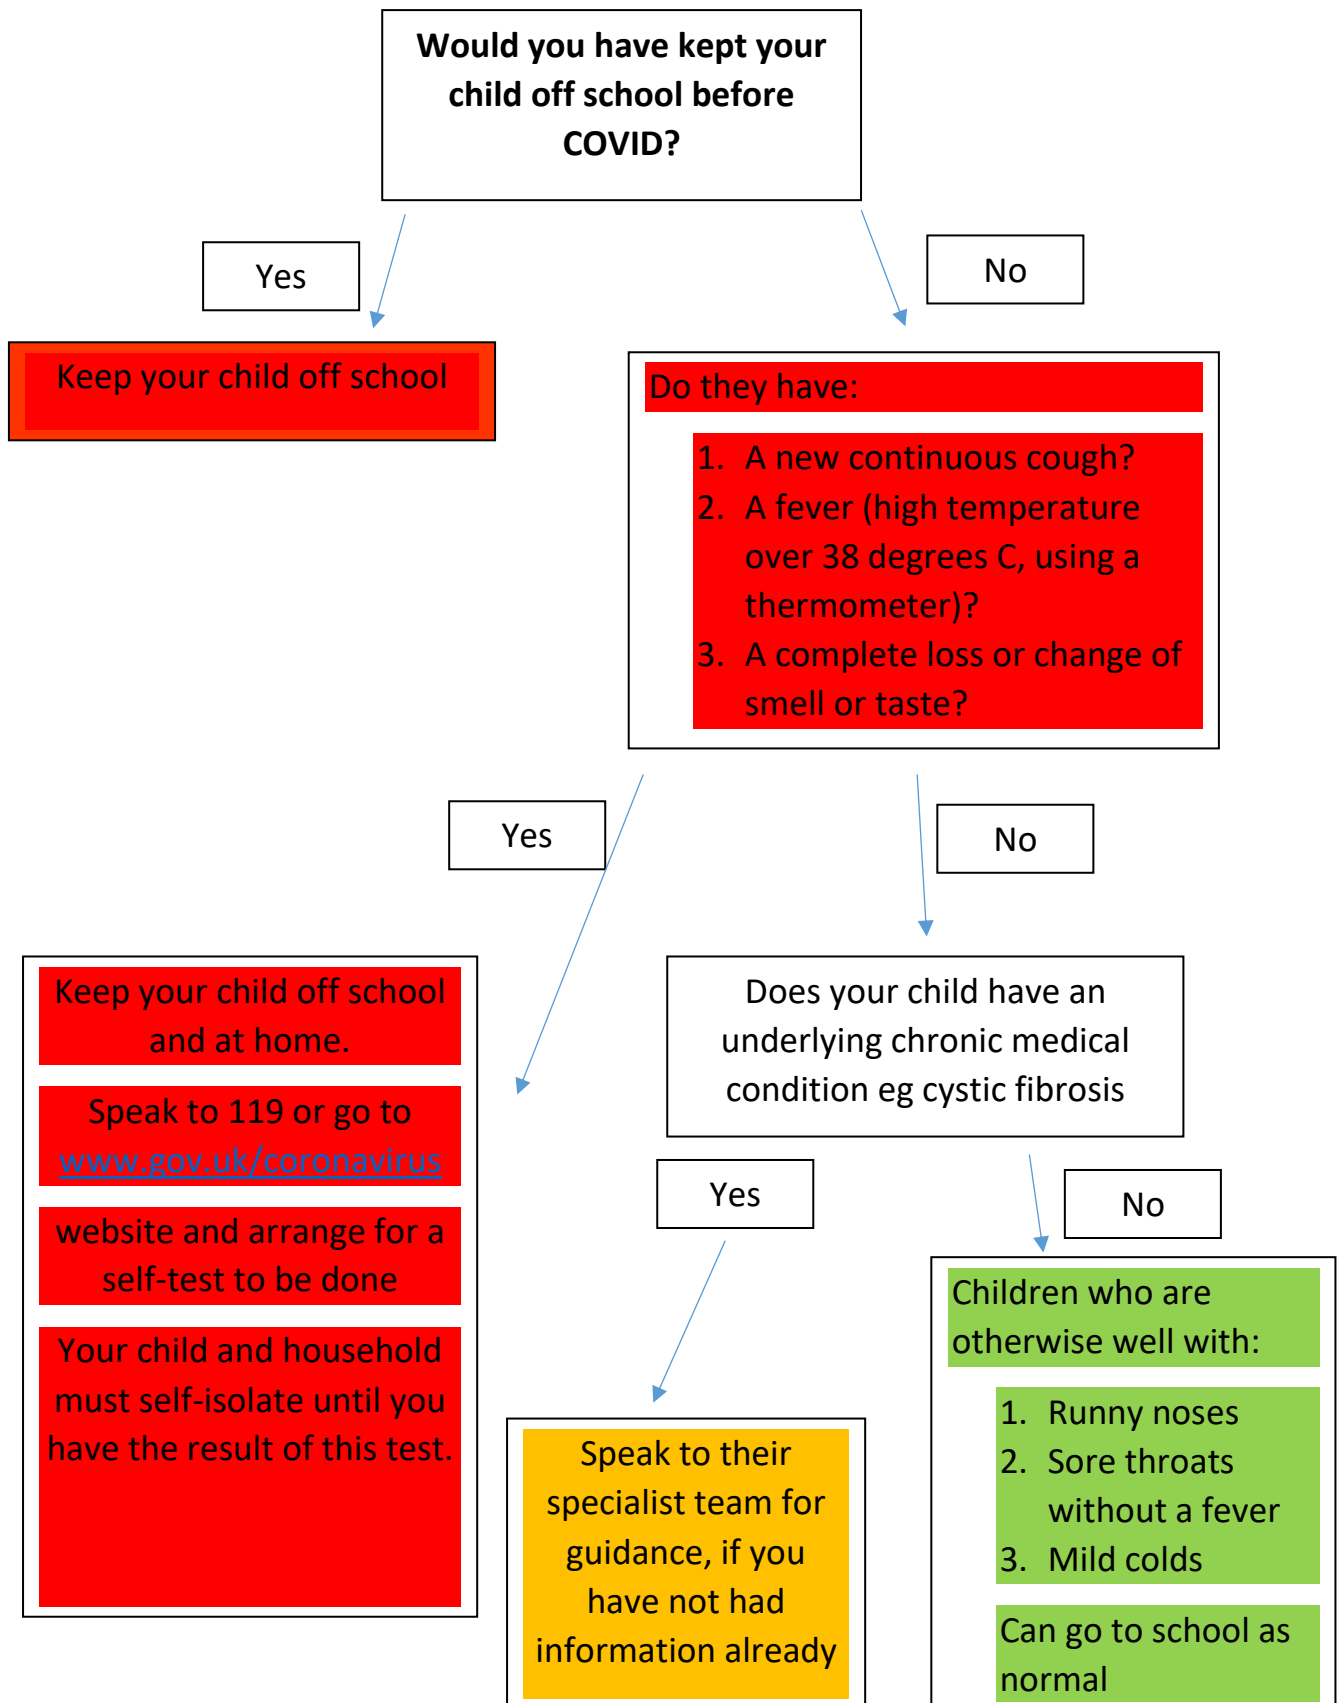 Would you have kept your
child off school before
COVID?
Yes
No
Keep your child off school
Do they have:
1. A new continuous cough?
2. A fever (high temperature
over 38 degrees C, using a
thermometer)?
3. A complete loss or change of
smell or taste?
Yes
No
Keep your child off school
and at home.
Speak to 119 or go to
www.gov.uk/coronavirus
website and arrange for a
self-test to be done
Your child and household
must self-isolate until you
have the result of this test.
Does your child have an
underlying chronic medical
condition eg cystic fibrosis
Yes
No
Speak to their
specialist team for
guidance, if you
have not had
information already
Children who are
otherwise well with:
1. Runny noses
2. Sore throats
without a fever
3. Mild colds
Can go to school as
normal